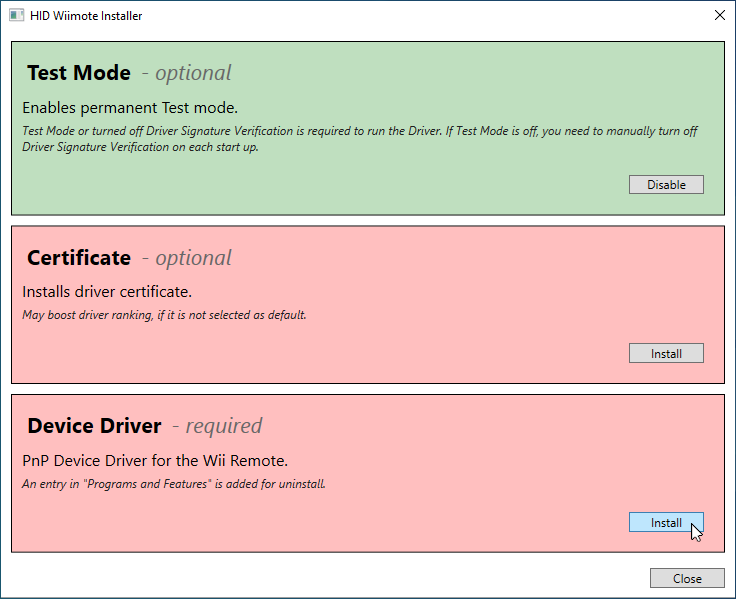 HID Wiimote Installer
Test Mode - optional
Enables permanent Test mode.
Test Mode or turned off Driver Signature Verification is required to run the Driver. If Test Mode is off, you need to manually turn off
Driver Signature Verification on each start up.
Disable
Certificate - optional
Installs driver certificate.
May boost driver ranking, if it is not selected as default.
Install
Device Driver - required
PnP Device Driver for the Wii Remote.
An entry in "Programs and Features" is added for uninstall.
Install
Close